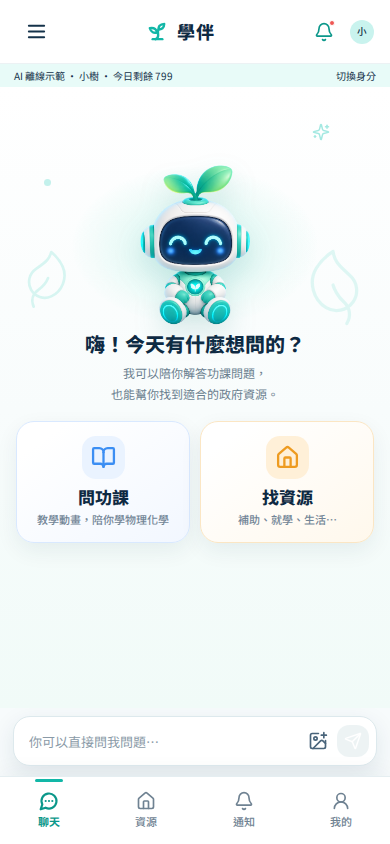 學伴
小
AI 離線示範 • 小樹 • 今日剩餘 799
切換身分
嗨！今天有什麼想問的？
我可以陪你解答功課問題，
也能幫你找到適合的政府資源。
問功課
教學動畫，陪你學物理化學
找資源
補助、就學、生活…
你可以直接問我問題…
聊天
資源
通知
我的